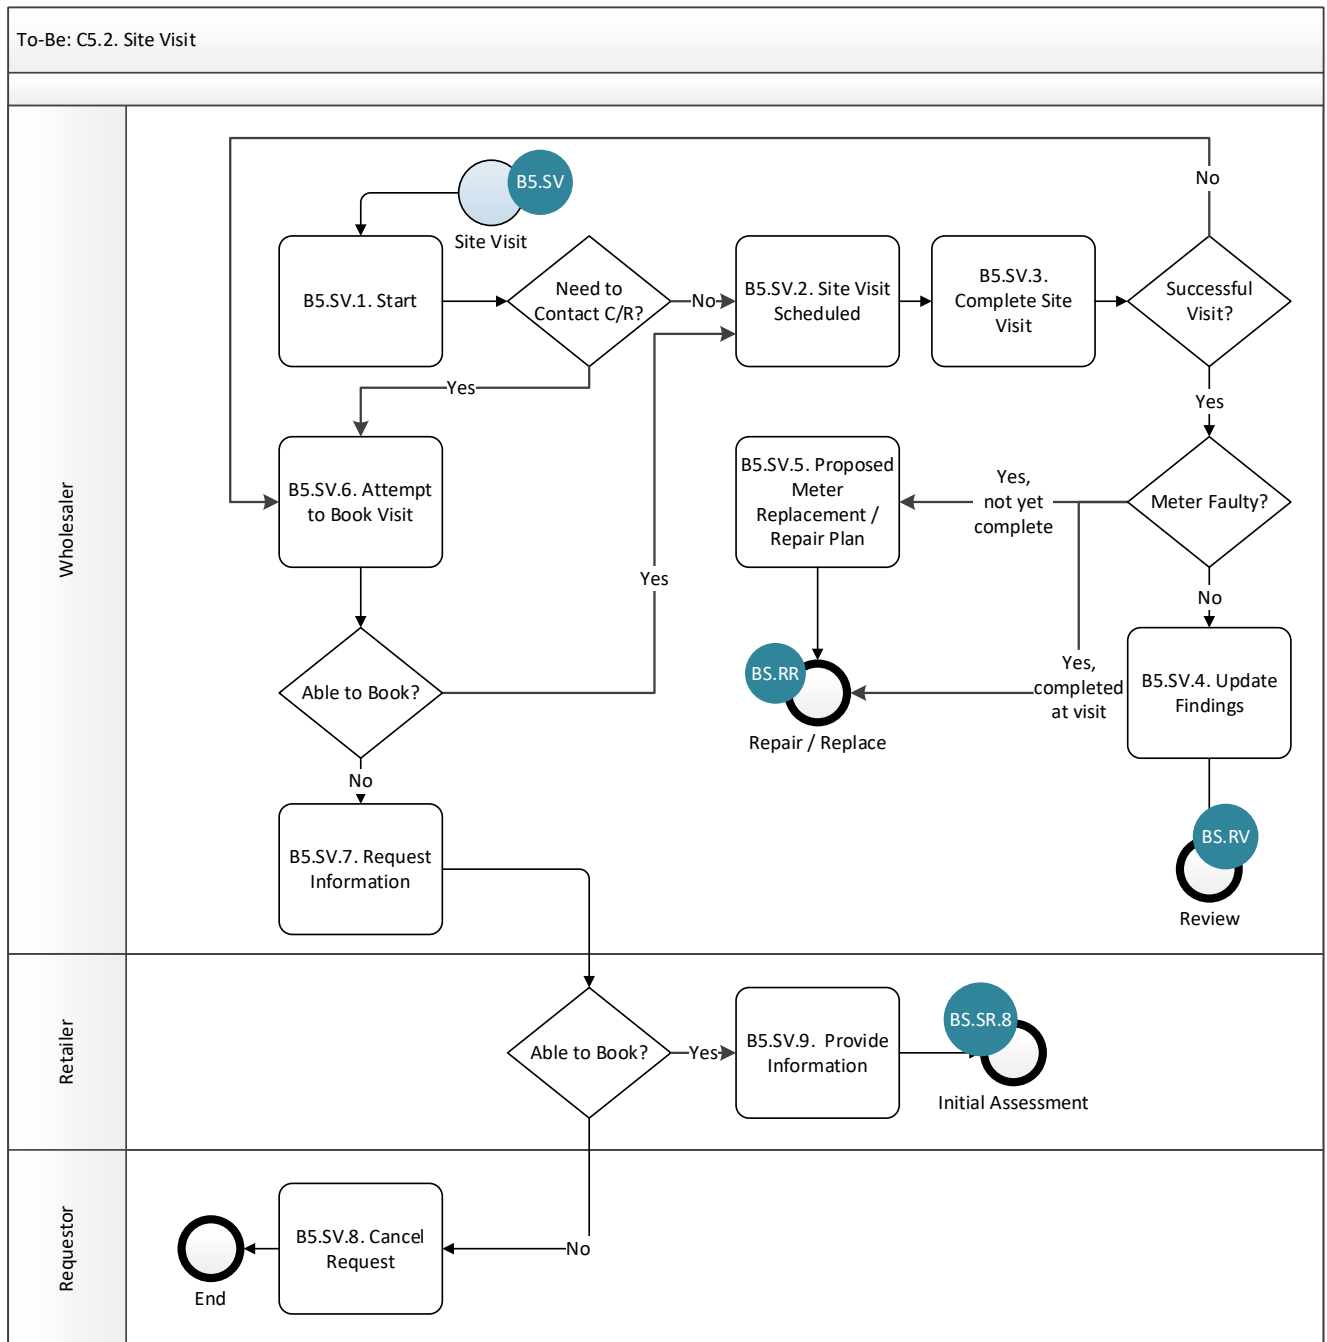 To-Be: C5.2. Site Visit
Wholesaler
No
B5.SV
Site Visit
B5.SV.1. Start
Need to
Contact C/R?
No
B5.SV.2. Site Visit
Scheduled
B5.SV.3.
Complete Site
Visit
Successful
Visit?
Yes
Yes
B5.SV.6. Attempt
to Book Visit
B5.SV.5. Proposed
Meter
Replacement /
Repair Plan
Yes,
not yet
complete
Meter Faulty?
Yes
No
Able to Book?
BS.RR
Repair / Replace
Yes,
completed
at visit
B5.SV.4. Update
Findings
No
B5.SV.7. Request
Information
BS.RV
Review
Retailer
Able to Book?
Yes
B5.SV.9.  Provide
Information
BS.SR.8
Initial Assessment
Requestor
End
B5.SV.8. Cancel
Request
No